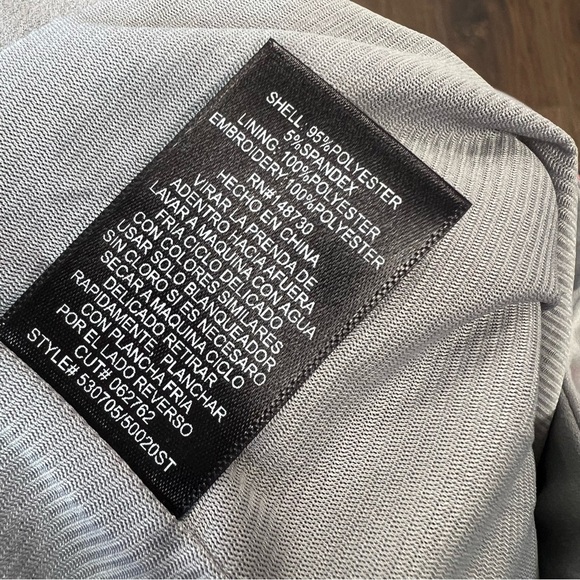 SHELL: 95%POLYESTER
5%SPANDEX
LINING: 100%POLYESTER
EMBROIDERY:100%POLYESTER
RN#148730
HECHO EN CHINA
VIRAR LA PRENDA DE
ADENTRO HACIA AFUERA
LAVAR A MAQUINA CON AGUA
FRIA CICLO DELICADO
CON COLORES SIMILARES
USAR SOLO BLANQUEADOR
SIN CLORO SI ES NECESARO
SECAR A MAQUINA CICLO
DELICADO RETIRAR
RAPIDAMENTE. PLANCHAR
CON PLANCHA FRIA
POR EL LADO REVERSO
CUT# 062762
STYLE# 530705/50020ST